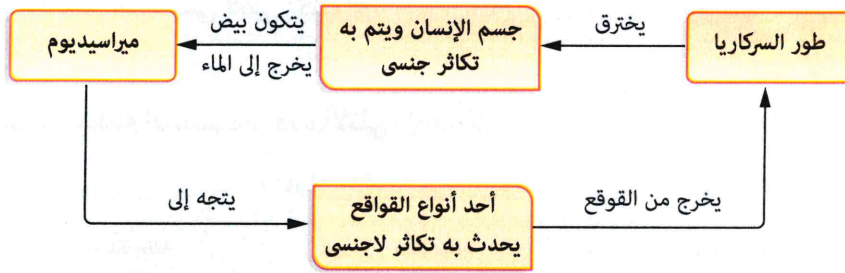 طور السركاريا
يخترق
جسم الإنسان ويتم به
تكاثر جنسى
يتكون بيض
يخرج إلى الماء
ميراسيديوم
يتجه إلى
أحد أنواع القواقع
يحدث به تكاثر لاجنسى
يخرج من القوقع